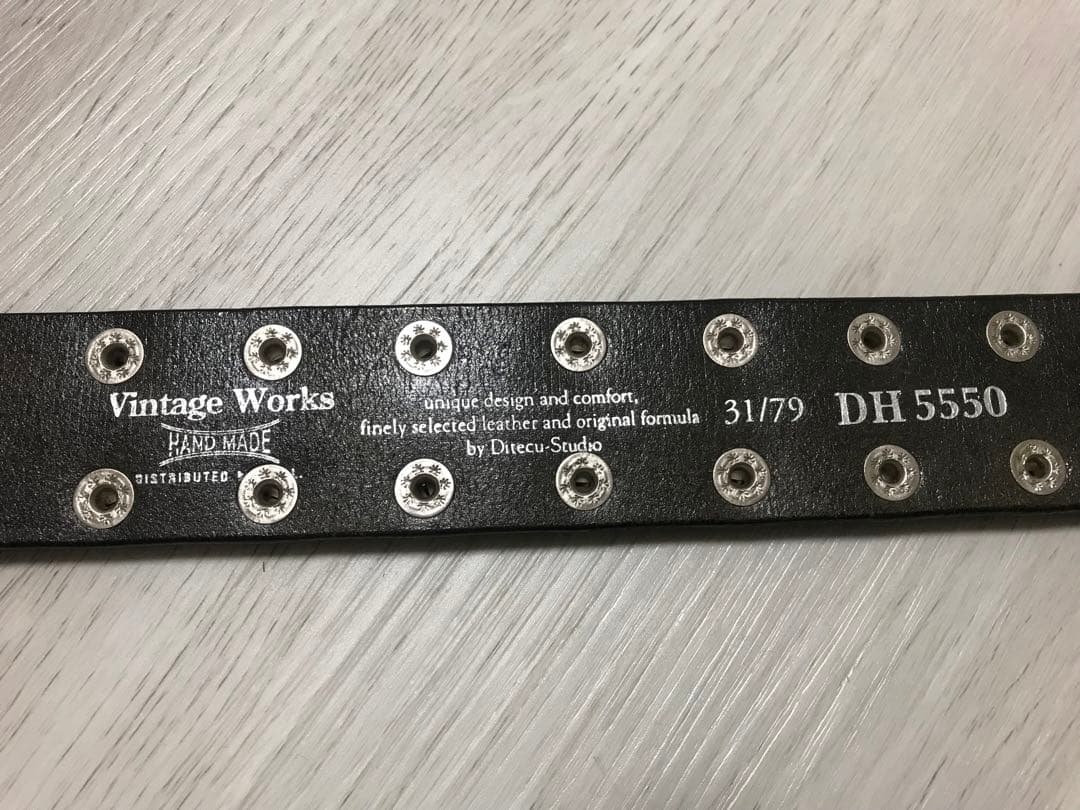 Vintage Works
HAND MADE
DISTRIBUTED
unique design and comfort,
finely selected leather and original formula
by Ditecu-Studio
31/79
DH 5550